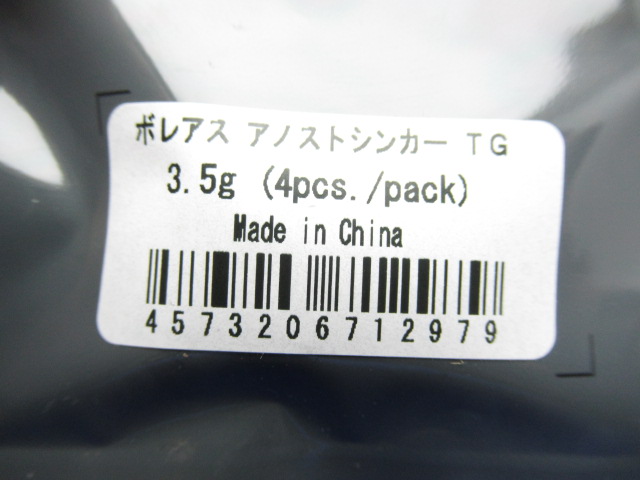 ボレアス アノストシンカー TG
3.5g (4pcs./pack)
Made in China
4573206712979